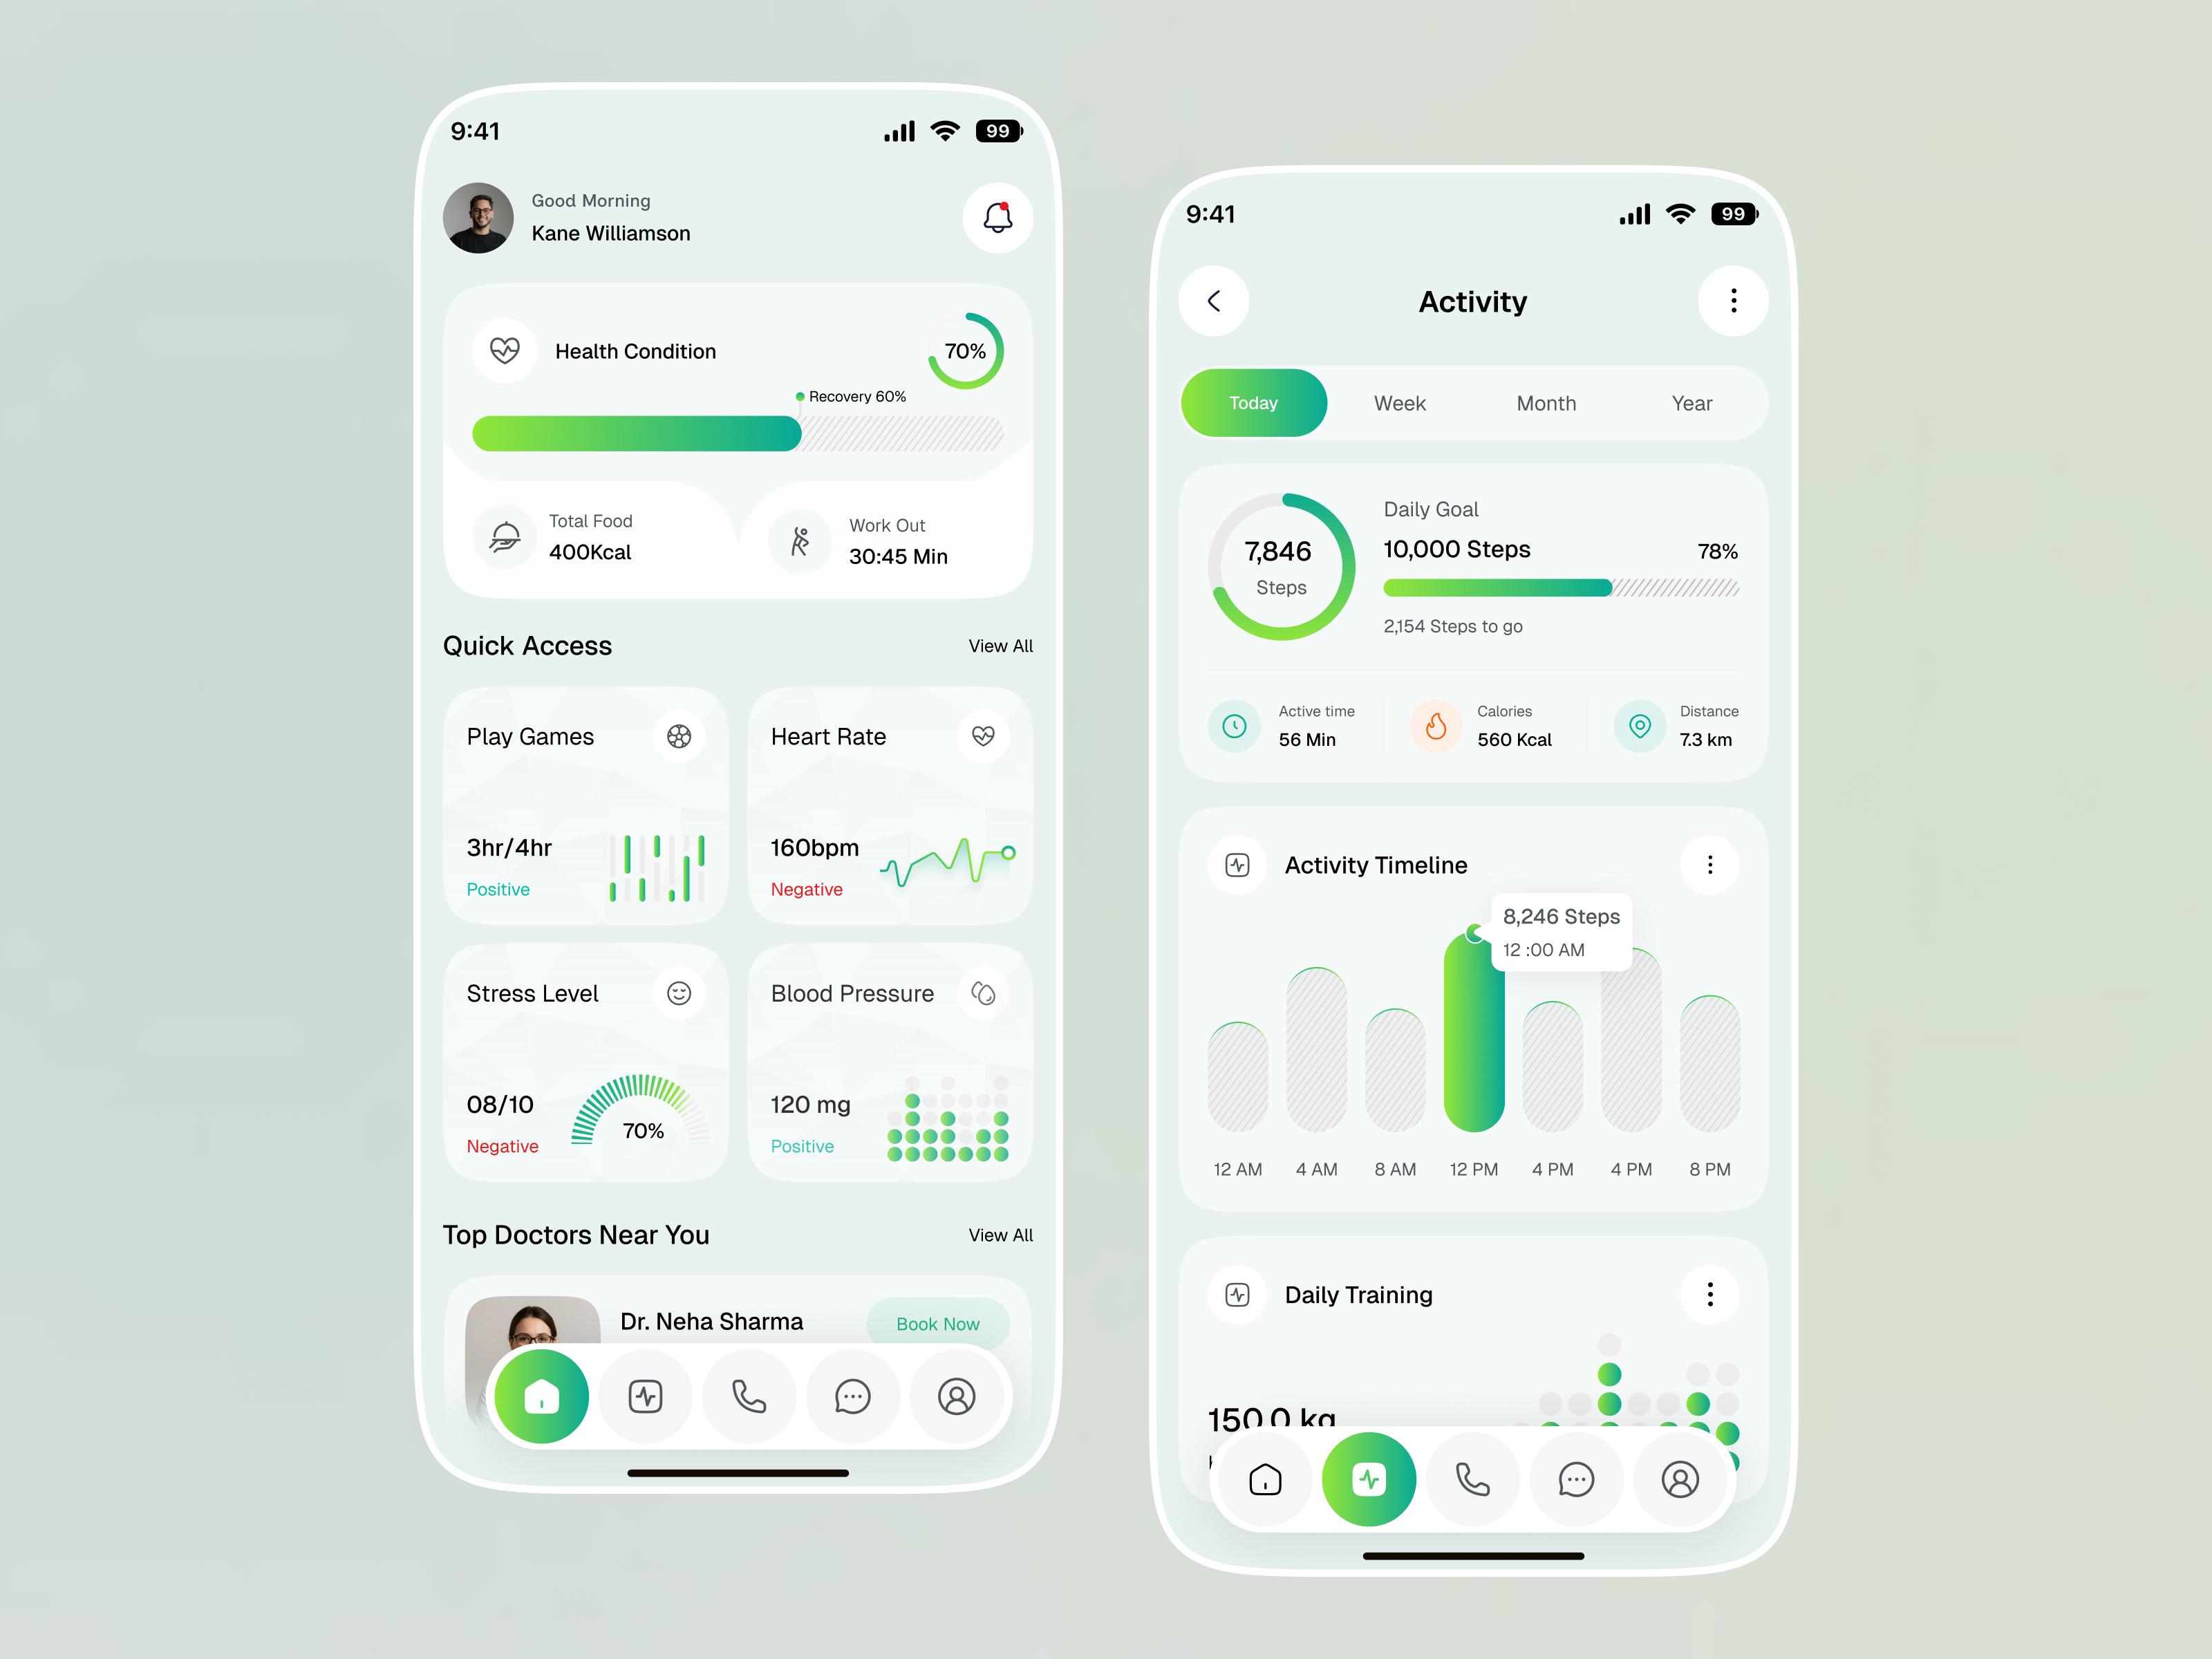 9:41
99
Good Morning
Kane Williamson
Health Condition
70%
Recovery 60%
Total Food
400Kcal
Work Out
30:45 Min
Quick Access
View All
Play Games
3hr/4hr
Positive
Heart Rate
160bpm
Negative
Stress Level
08/10
Negative
70%
Blood Pressure
120 mg
Positive
Top Doctors Near You
View All
Dr. Neha Sharma
Book Now
9:41
99
Activity
Today
Week
Month
Year
7,846
Steps
Daily Goal
10,000 Steps
78%
2,154 Steps to go
Active time
56 Min
Calories
560 Kcal
Distance
7.3 km
Activity Timeline
8,246 Steps
12 :00 AM
12 AM
4 AM
8 AM
12 PM
4 PM
4 PM
8 PM
Daily Training
150.0 kg